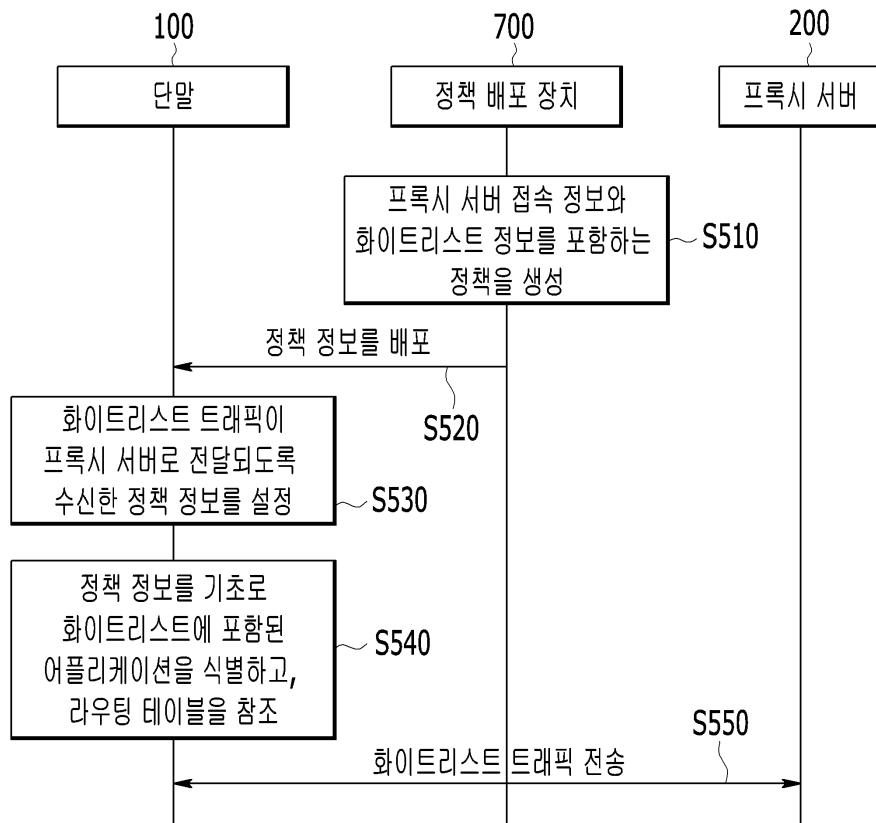 100
700
200
단말
정책 배포 장치
프록시 서버
프록시 서버 접속 정보와
화이트리스트 정보를 포함하는
정책을 생성
S510
정책 정보를 배포
S520
화이트리스트 트래픽이
프록시 서버로 전달되도록
수신한 정책 정보를 설정
S530
정책 정보를 기초로
화이트리스트에 포함된
어플리케이션을 식별하고,
라우팅 테이블을 참조
S540
S550
화이트리스트 트래픽 전송